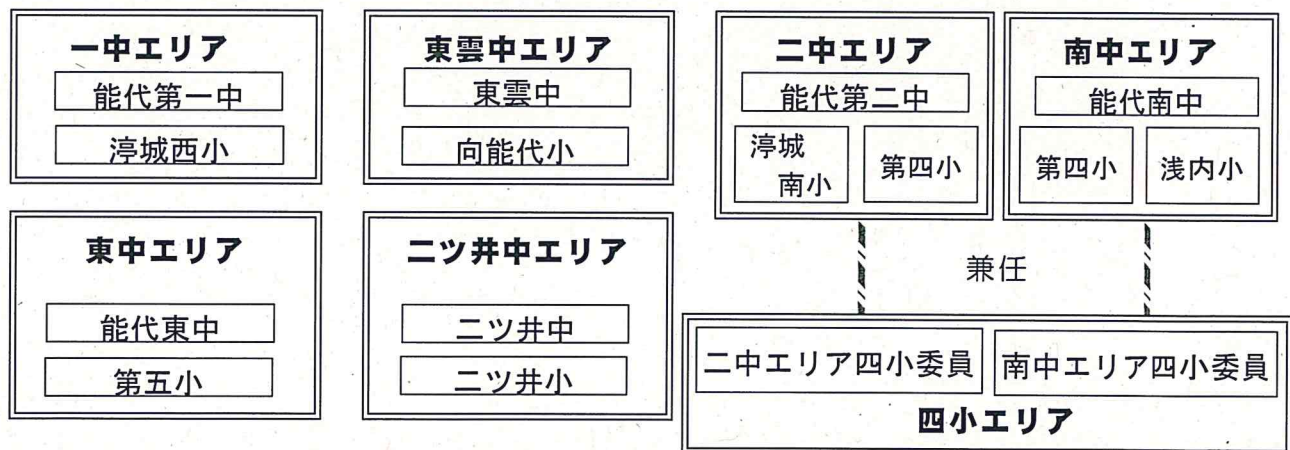 一中エリア
能代第一中
渟城西小
東雲中エリア
東雲中
向能代小
二中エリア
能代第二中
渟城
南小
第四小
南中エリア
能代南中
第四小
浅内小
東中エリア
能代東中
第五小
二ツ井中エリア
二ツ井中
二ツ井小
兼任
二中エリア四小委員
南中エリア四小委員
四小エリア